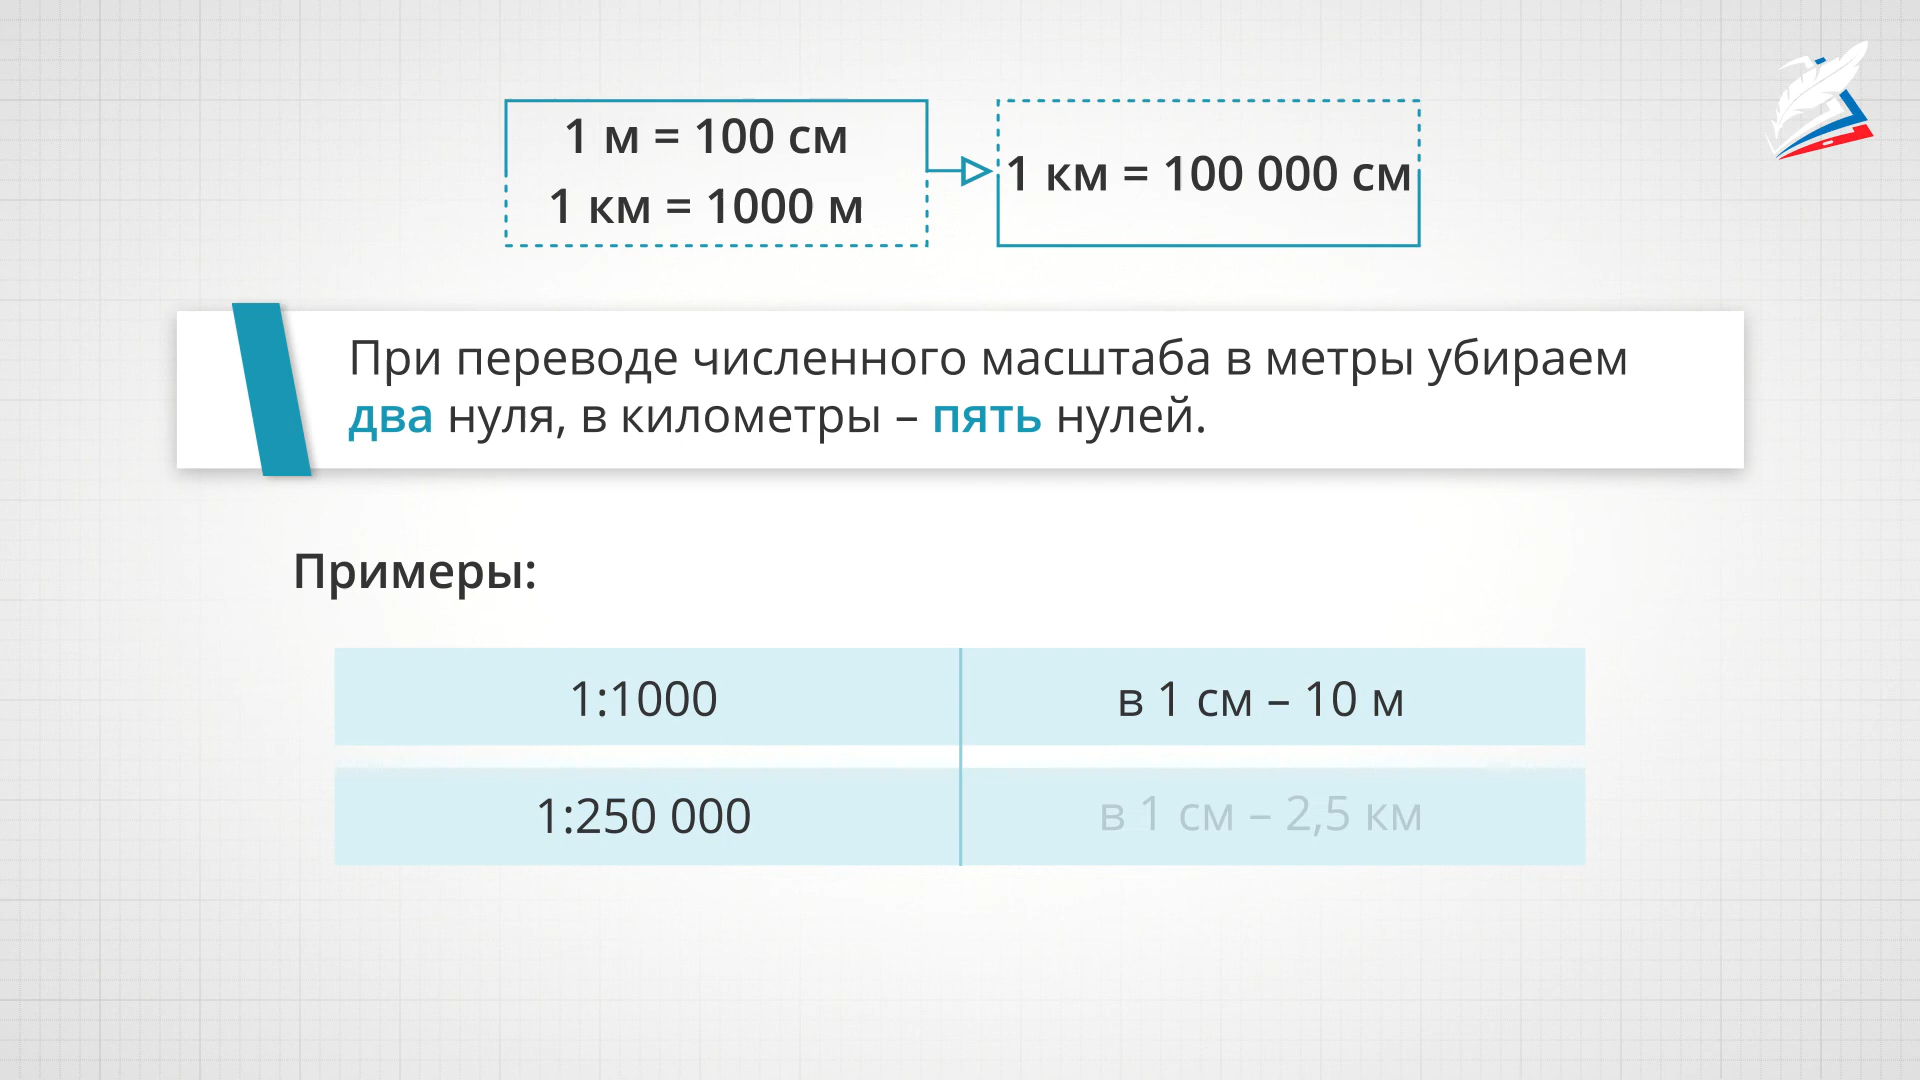 1 м = 100 см
1 км = 1000 м
1 км = 100 000 см
При переводе численного масштаба в метры убираем
два нуля, в километры – пять нулей.
Примеры:
1:1000
в 1 см – 10 м
1:250 000
в 1 см – 2,5 км